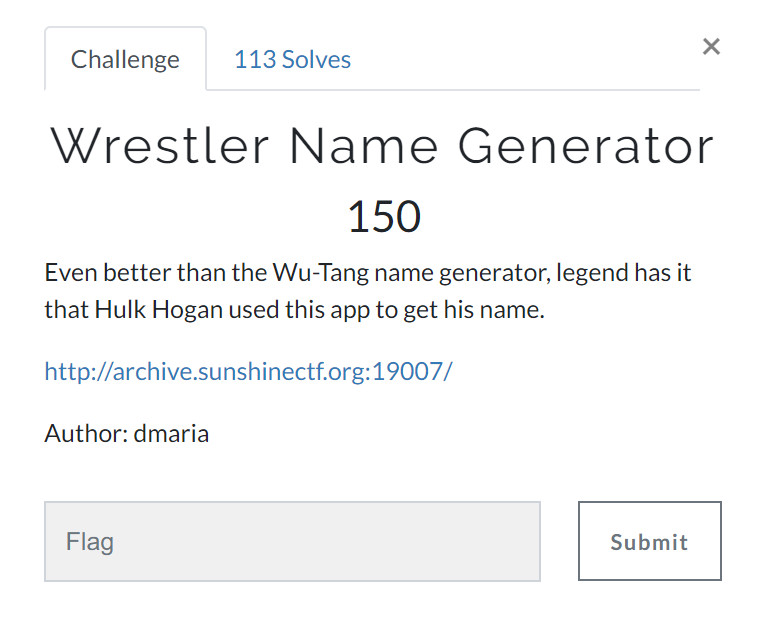 Challenge
113 Solves
×
Wrestler Name Generator
150
Even better than the Wu-Tang name generator, legend has it
that Hulk Hogan used this app to get his name.
http://archive.sunshinectf.org:19007/
Author: dmaria
Flag
Submit